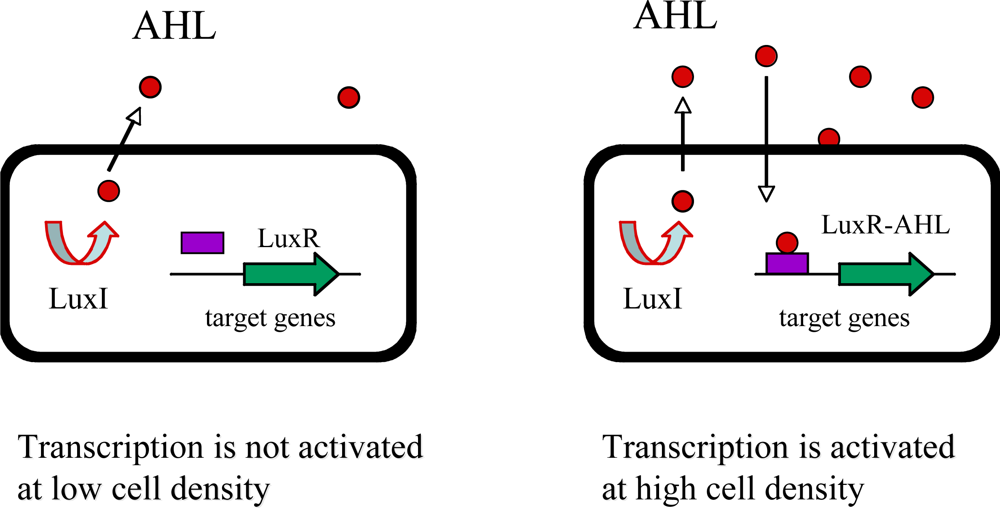 AHL
LuxR
LuxI
target genes
Transcription is not activated
at low cell density
AHL
LuxR-AHL
LuxI
target genes
Transcription is activated
at high cell density